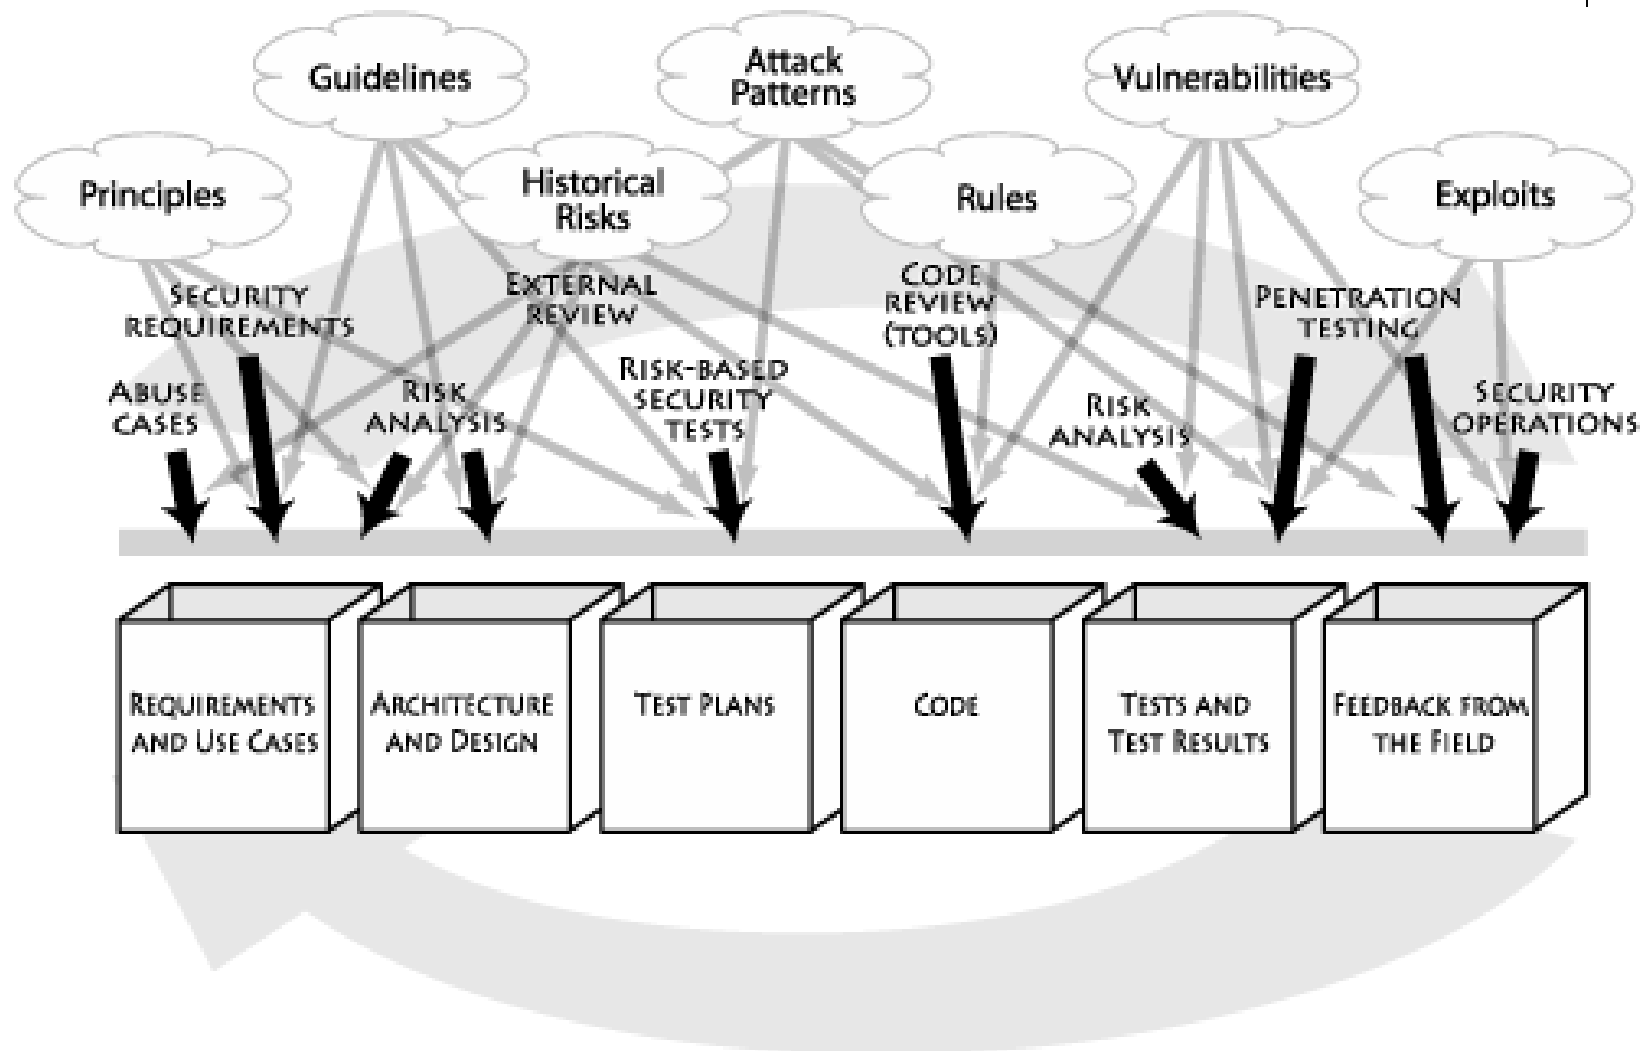 Guidelines
Attack
Patterns
Vulnerabilities
Principles
Historical
Risks
Rules
Exploits
SECURITY
REQUIREMENTS
EXTERNAL
REVIEW
CODE
REVIEW
(TOOLS)
PENETRATION
TESTING
ABUSE
CASES
RISK
ANALYSIS
RISK-BASED
SECURITY
TESTS
RISK
ANALYSIS
SECURITY
OPERATIONS
REQUIREMENTS
AND USE CASES
ARCHITECTURE
AND DESIGN
TEST PLANS
CODE
TESTS AND
TEST RESULTS
FEEDBACK FROM
THE FIELD